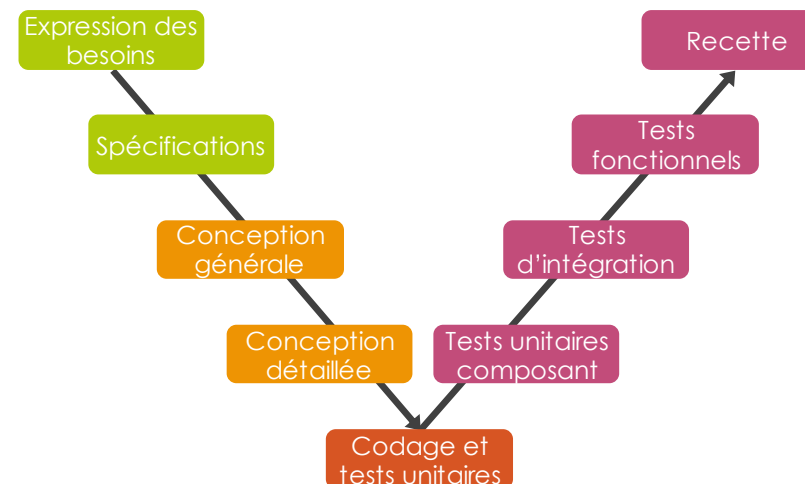 Expression des
besoins
Recette
Spécifications
Tests
fonctionnels
Conception
générale
Tests
d'intégration
Conception
détaillée
Tests unitaires
composant
Codage et
tests unitaires